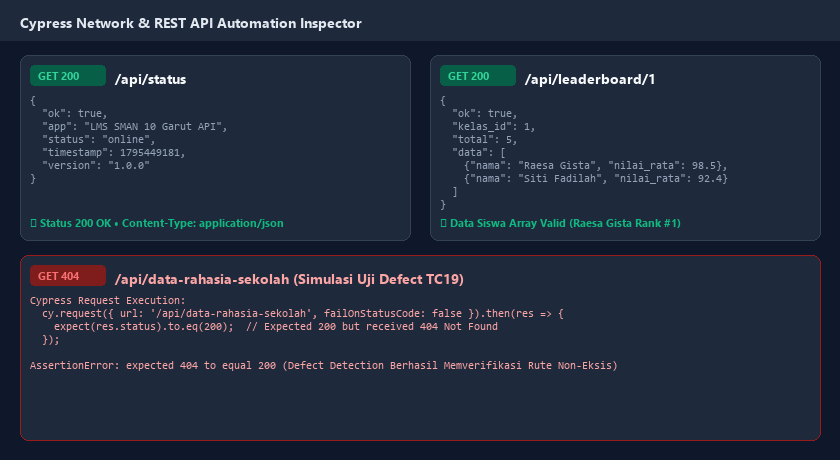 Cypress Network & REST API Automation Inspector
GET 200 /api/status
{
  "ok": true,
  "app": "LMS SMAN 10 Garut API",
  "status": "online",
  "timestamp": 1795449181,
  "version": "1.0.0"
}
▯ Status 200 OK • Content-Type: application/json
GET 200 /api/leaderboard/1
{
  "ok": true,
  "kelas_id": 1,
  "total": 5,
  "data": [
    {"nama": "Raesa Gista", "nilai_rata": 98.5},
    {"nama": "Siti Fadilah", "nilai_rata": 92.4}
  ]
}
▯ Data Siswa Array Valid (Raesa Gista Rank #1)
GET 404 /api/data-rahasia-sekolah (Simulasi Uji Defect TC19)
Cypress Request Execution:
  cy.request({ url: '/api/data-rahasia-sekolah', failOnStatusCode: false }).then(res => {
    expect(res.status).to.eq(200);  // Expected 200 but received 404 Not Found
  });
AssertionError: expected 404 to equal 200 (Defect Detection Berhasil Memverifikasi Rute Non-Eksis)